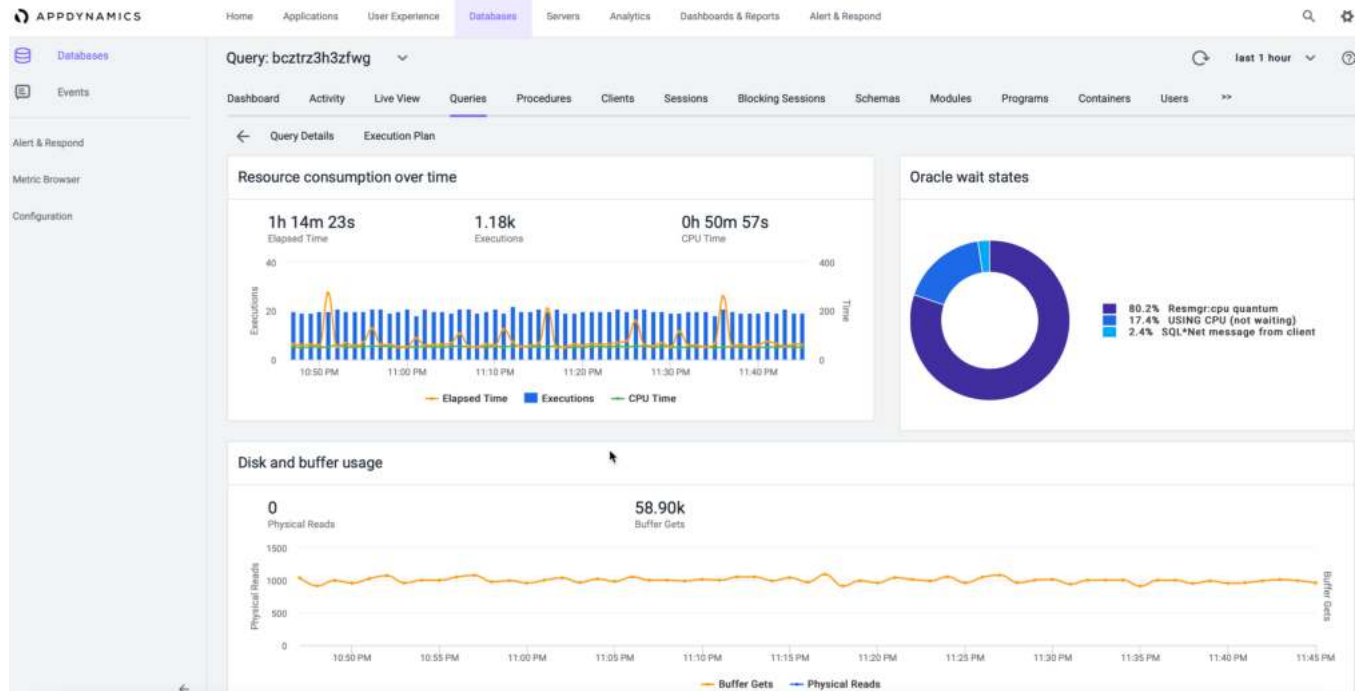 APPDYNAMICS
Home Applications User Experience Databases Servers Analytics Dashboards & Reports Alert & Respond
Databases
Events
Alert & Respond
Metric Browser
Configuration
Query: bcztrz3h3zfwg
last 1 hour
Dashboard Activity Live View Queries Procedures Clients Sessions Blocking Sessions Schemas Modules Programs Containers Users >>
Query Details Execution Plan
Resource consumption over time
1h 14m 23s 1.18k 0h 50m 57s
Elapsed Time Executions CPU Time
40 400
20 200
0 0
Executions
Time
10:50 PM 11:00 PM 11:10 PM 11:20 PM 11:30 PM 11:40 PM
Elapsed Time Executions CPU Time
Oracle wait states
80.2% Resmgr:cpu quantum
17.4% USING CPU (not waiting)
2.4% SQL*Net message from client
Disk and buffer usage
0 58.90k
Physical Reads Buffer Gets
1500
1000
500
0
Physical Reads
Buffer Gets
10:50 PM 10:55 PM 11:00 PM 11:05 PM 11:10 PM 11:15 PM 11:20 PM 11:25 PM 11:30 PM 11:35 PM 11:40 PM 11:45 PM
Buffer Gets Physical Reads